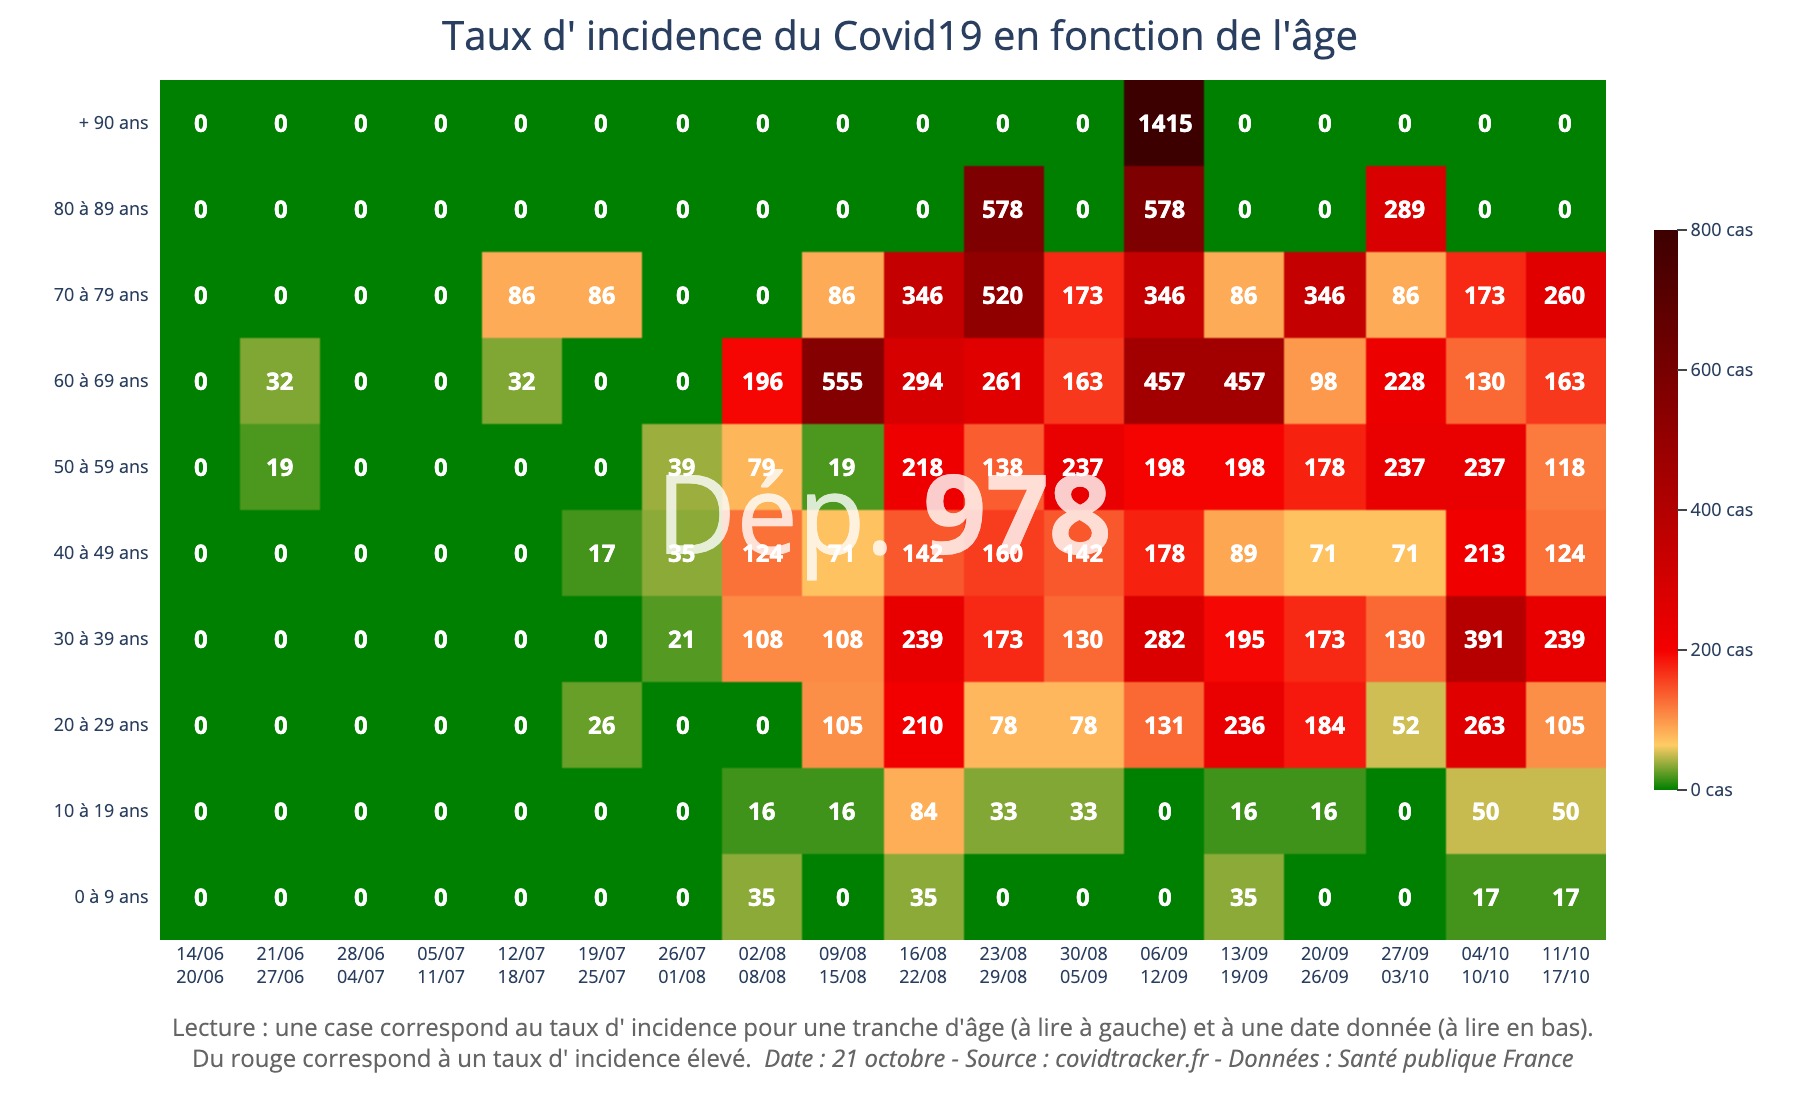 Taux d' incidence du Covid19 en fonction de l'âge
+ 90 ans 0 0 0 0 0 0 0 0 0 0 0 0 1415 0 0 0 0 0
80 à 89 ans 0 0 0 0 0 0 0 0 0 0 578 0 578 0 0 289 0 0
800 cas
70 à 79 ans 0 0 0 0 86 86 0 0 86 346 520 173 346 86 346 86 173 260
600 cas
60 à 69 ans 0 32 0 0 32 0 0 196 555 294 261 163 457 457 98 228 130 163
50 à 59 ans 0 19 0 0 0 0 39 79 19 218 138 237 198 198 178 237 237 118
400 cas
Dép. 978
40 à 49 ans 0 0 0 0 0 17 35 124 71 142 160 142 178 89 71 71 213 124
30 à 39 ans 0 0 0 0 0 0 21 108 108 239 173 130 282 195 173 130 391 239
200 cas
20 à 29 ans 0 0 0 0 0 26 0 0 105 210 78 78 131 236 184 52 263 105
0 cas
10 à 19 ans 0 0 0 0 0 0 0 16 16 84 33 33 0 16 16 0 50 50
0 à 9 ans 0 0 0 0 0 0 0 35 0 35 0 0 0 35 0 0 17 17
14/06 21/06 28/06 05/07 12/07 19/07 26/07 02/08 09/08 16/08 23/08 30/08 06/09 13/09 20/09 27/09 04/10 11/10
20/06 27/06 04/07 11/07 18/07 25/07 01/08 08/08 15/08 22/08 29/08 05/09 12/09 19/09 26/09 03/10 10/10 17/10
Lecture : une case correspond au taux d' incidence pour une tranche d'âge (à lire à gauche) et à une date donnée (à lire en bas).
Du rouge correspond à un taux d' incidence élevé. Date : 21 octobre - Source : covidtracker.fr - Données : Santé publique France